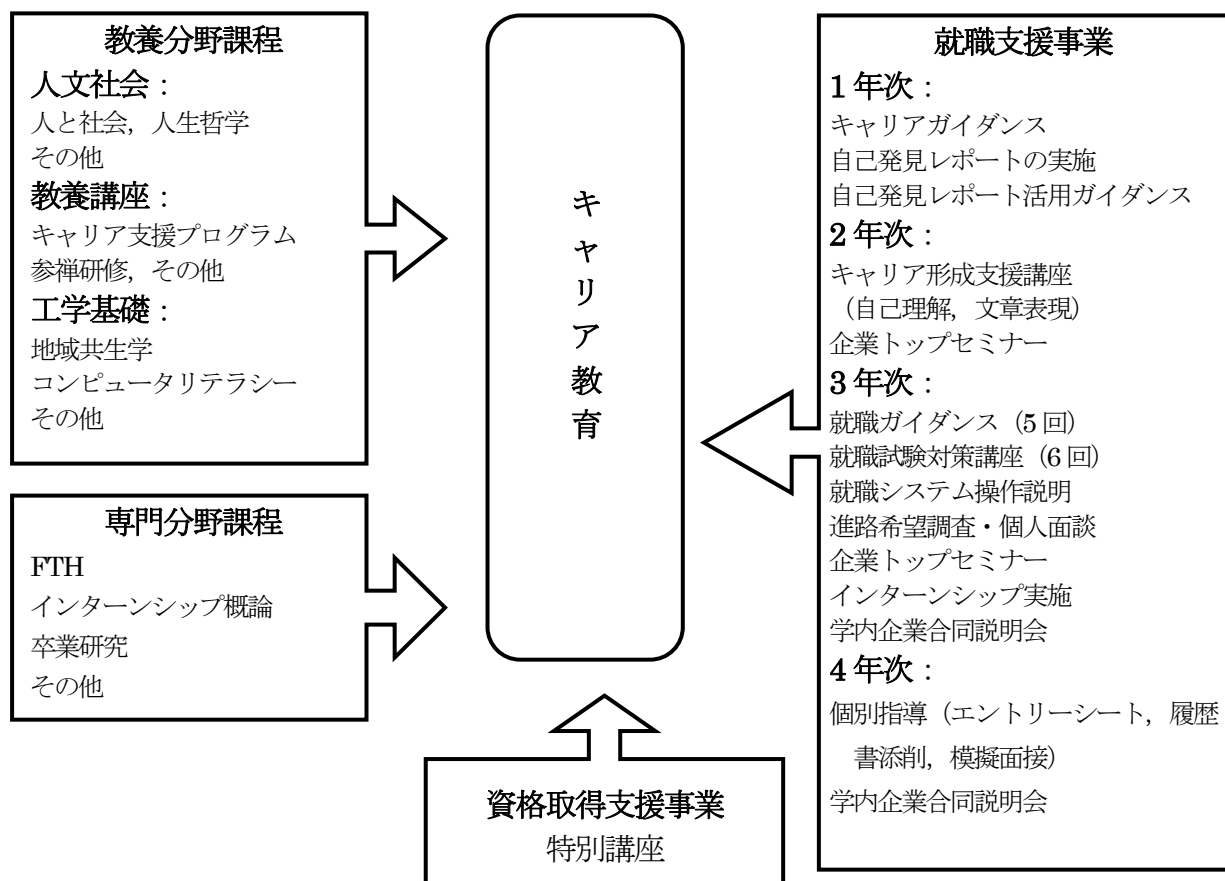 教養分野課程
人文社会：
人と社会，人生哲学
その他
教養講座：
キャリア支援プログラム
参禅研修，その他
工学基礎：
地域共生学
コンピュータリテラシー
その他
専門分野課程
FTH
インターンシップ概論
卒業研究
その他
キャリア教育
資格取得支援事業
特別講座
就職支援事業
1年次：
キャリアガイダンス
自己発見レポートの実施
自己発見レポート活用ガイダンス
2年次：
キャリア形成支援講座
（自己理解，文章表現）
企業トップセミナー
3年次：
就職ガイダンス（5回）
就職試験対策講座（6回）
就職システム操作説明
進路希望調査・個人面談
企業トップセミナー
インターンシップ実施
学内企業合同説明会
4年次：
個別指導（エントリーシート，履歴
書添削，模擬面接）
学内企業合同説明会